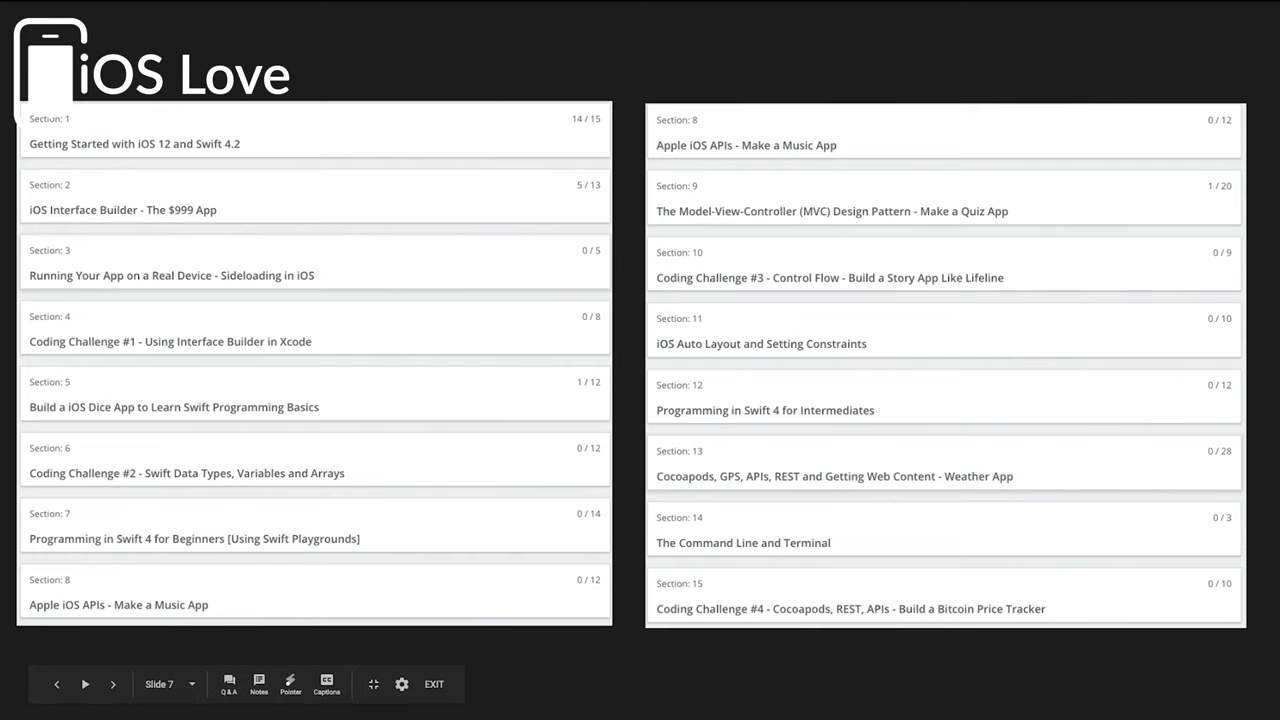 iOS Love
Section: 1 14 / 15
Getting Started with iOS 12 and Swift 4.2
Section: 2 5 / 13
iOS Interface Builder - The $999 App
Section: 3 0 / 5
Running Your App on a Real Device - Sideloading in iOS
Section: 4 0 / 8
Coding Challenge #1 - Using Interface Builder in Xcode
Section: 5 1 / 12
Build a iOS Dice App to Learn Swift Programming Basics
Section: 6 0 / 12
Coding Challenge #2 - Swift Data Types, Variables and Arrays
Section: 7 0 / 14
Programming in Swift 4 for Beginners [Using Swift Playgrounds]
Section: 8 0 / 12
Apple iOS APIs - Make a Music App
Section: 8 0 / 12
Apple iOS APIs - Make a Music App
Section: 9 1 / 20
The Model-View-Controller (MVC) Design Pattern - Make a Quiz App
Section: 10 0 / 9
Coding Challenge #3 - Control Flow - Build a Story App Like Lifeline
Section: 11 0 / 10
iOS Auto Layout and Setting Constraints
Section: 12 0 / 12
Programming in Swift 4 for Intermediates
Section: 13 0 / 28
Cocoapods, GPS, APIs, REST and Getting Web Content - Weather App
Section: 14 0 / 3
The Command Line and Terminal
Section: 15 0 / 10
Coding Challenge #4 - Cocoapods, REST, APIs - Build a Bitcoin Price Tracker
Slide 7 Q & A Notes Pointer Captions EXIT